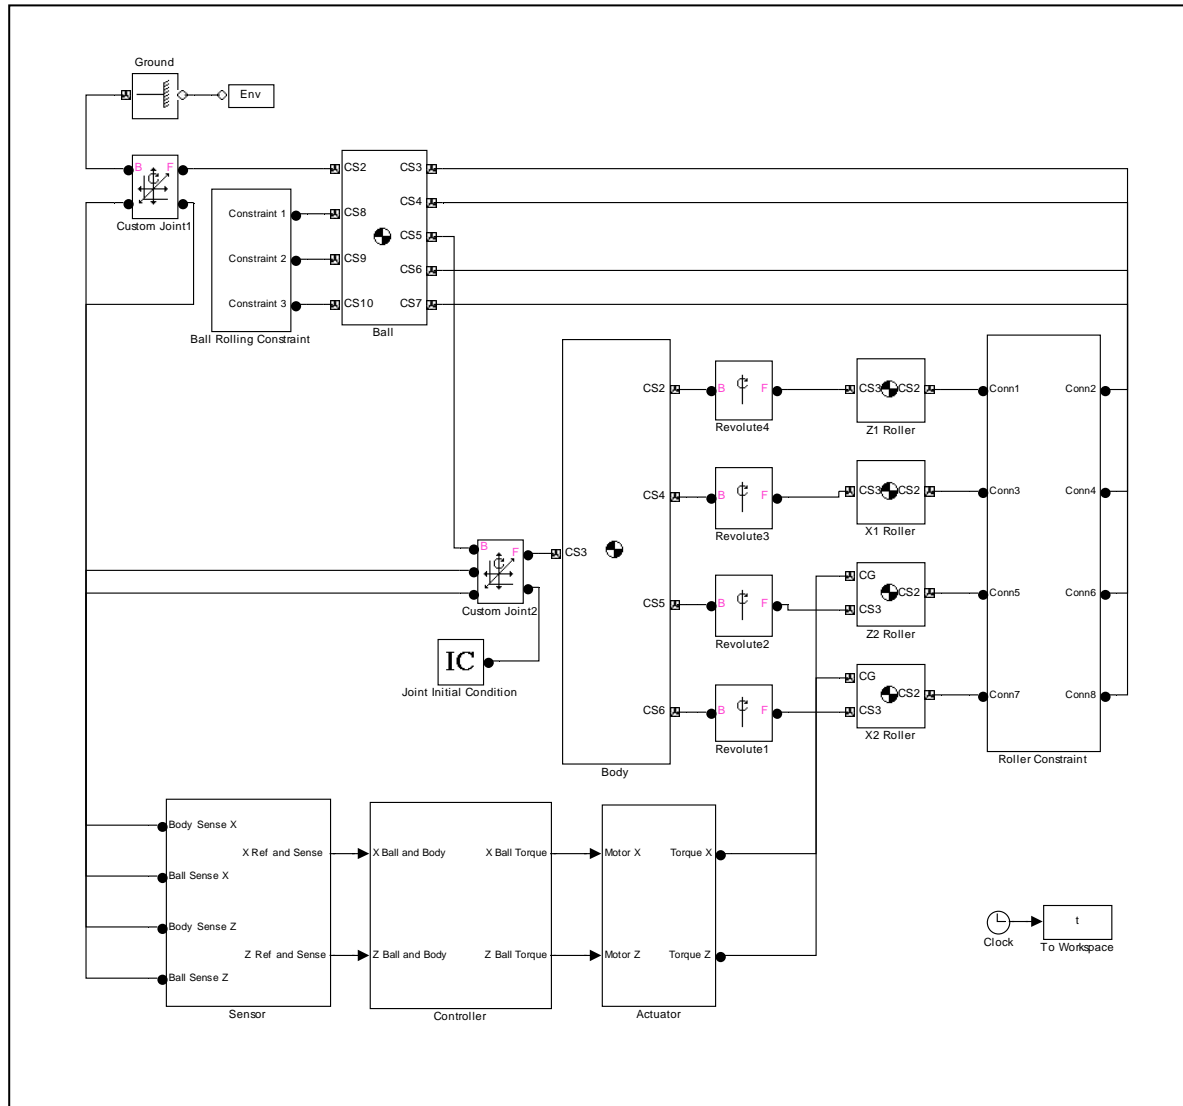 Ground
Env
B F
Custom Joint1
Constraint 1
Constraint 2
Constraint 3
Ball Rolling Constraint
CS2 CS3
CS4
CS8
CS5
CS9
CS6
CS10 CS7
Ball
CS2
CS4
CS3
CS5
CS6
Body
B F
Custom Joint2
IC
Joint Initial Condition
B F
Revolute4
B F
Revolute3
B F
Revolute2
B F
Revolute1
CS3 CS2
Z1 Roller
CS3 CS2
X1 Roller
CG
CS2
CS3
Z2 Roller
CG
CS2
CS3
X2 Roller
Conn1 Conn2
Conn3 Conn4
Conn5 Conn6
Conn7 Conn8
Roller Constraint
Body Sense X
X Ref and Sense
Ball Sense X
Body Sense Z
Z Ref and Sense
Ball Sense Z
Sensor
X Ball and Body X Ball Torque
Z Ball and Body Z Ball Torque
Controller
Motor X Torque X
Motor Z Torque Z
Actuator
Clock
t
To Workspace